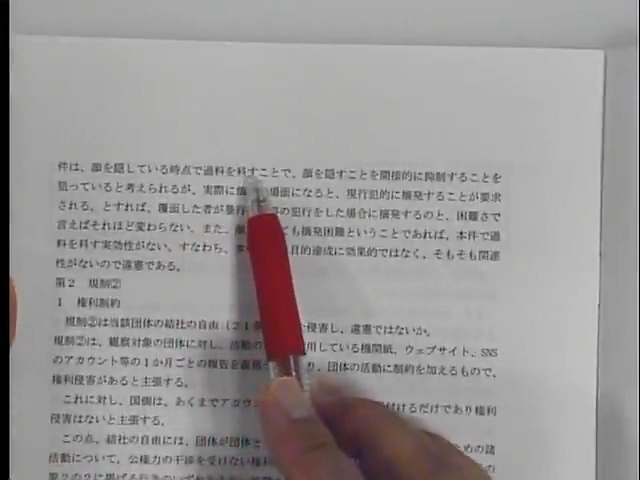 件は、顔を隠している時点で過料を科すことで、顔を隠すことを間接的に抑制することを
狙っていると考えられるが、実際に 場面になると、現行犯的に摘発することが要求
される。とすれば、覆面した者が暴行 の犯行をした場合に摘発するのと、困難さで
言えばそれほど変わらない。また、 ても摘発困難ということであれば、本件で過
料を科す実効性がない。すなわち、 目的達成に効果的ではなく、そもそも関連
性がないので違憲である。
第2 規制②
1 権利制約
規制②は当該団体の結社の自由(21 を侵害し、違憲ではないか。
規制②は、観察対象の団体に対し、活動の 用している機関紙、ウェブサイト、SNS
のアカウント等の1か月ごとの報告を義務 り、団体の活動に制約を加えるもので、
権利侵害があると主張する。
これに対し、国側は、あくまでアカウ 付けるだけであり権利
侵害はないと主張する。
この点、結社の自由には、団体が団体 ための諸
活動について、公権力の干渉を受けない権